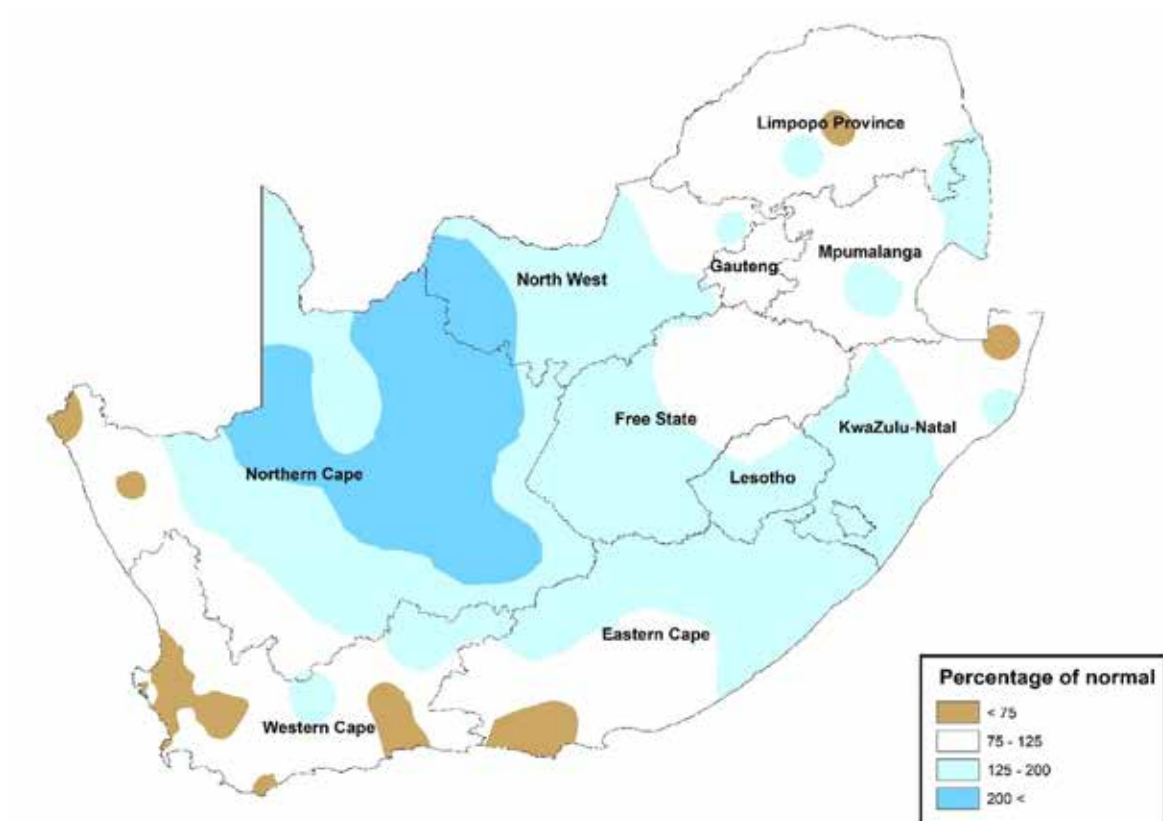 Limpopo Province
Mpumalanga
Gauteng
North West
Free State
KwaZulu-Natal
Northern Cape
Lesotho
Eastern Cape
Western Cape
Percentage of normal
< 75
75 - 125
125 - 200
200 <